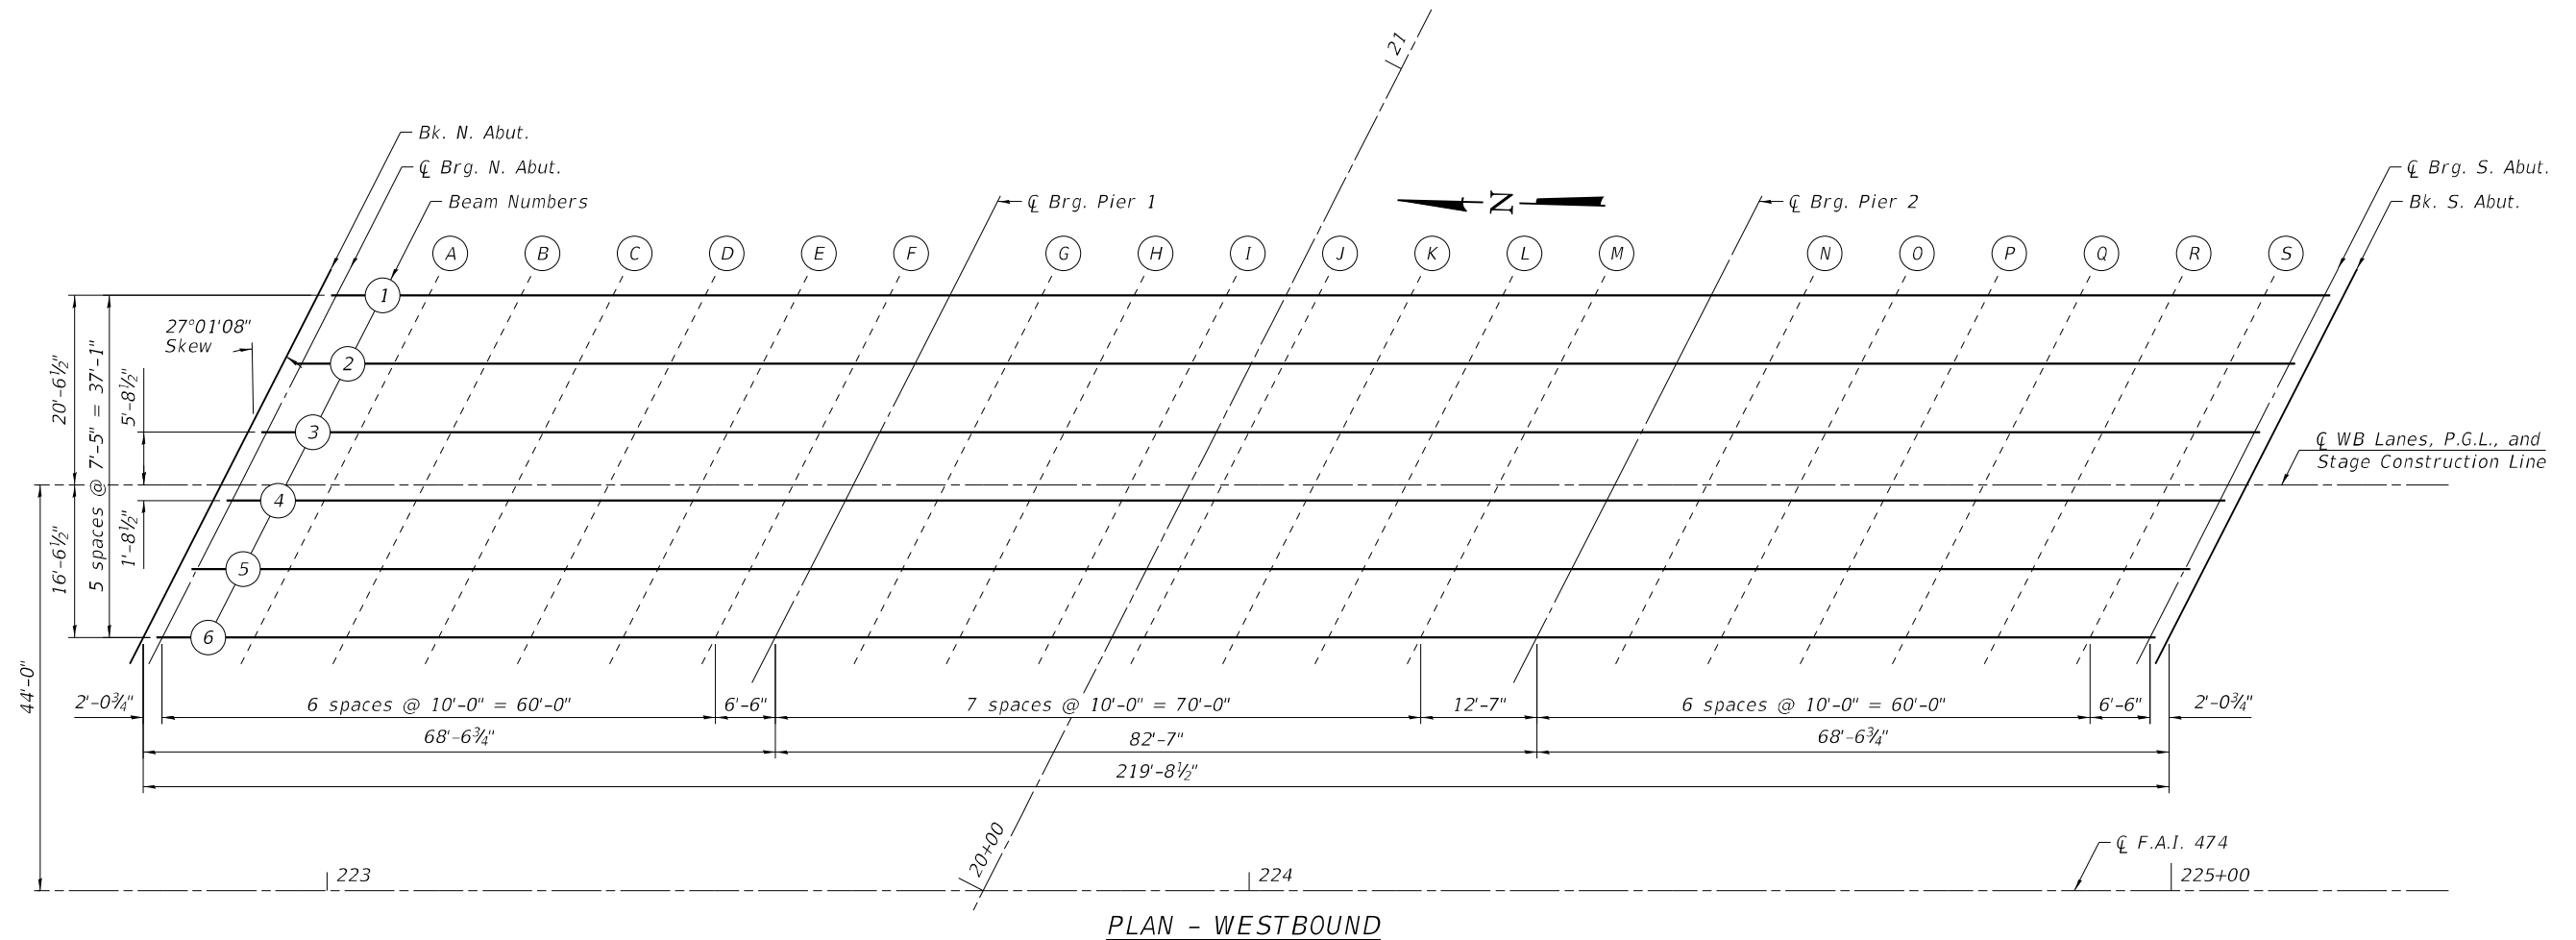 21
Bk. N. Abut.
℄ Brg. N. Abut.
Beam Numbers
℄ Brg. Pier 1
N
℄ Brg. Pier 2
℄ Brg. S. Abut.
Bk. S. Abut.
A B C D E F G H I J K L M N O P Q R S
1
2
3
4
5
6
27°01'08"
Skew
20'-6½"
16'-6½"
5 spaces @ 7'-5" = 37'-1"
5'-8½"
1'-8½"
44'-0"
℄ WB Lanes, P.G.L., and
Stage Construction Line
2'-0¾" 6 spaces @ 10'-0" = 60'-0" 6'-6" 7 spaces @ 10'-0" = 70'-0" 12'-7" 6 spaces @ 10'-0" = 60'-0" 6'-6" 2'-0¾"
68'-6¾" 82'-7" 68'-6¾"
219'-8½"
20+00
℄ F.A.I. 474
223 224 225+00
PLAN - WESTBOUND